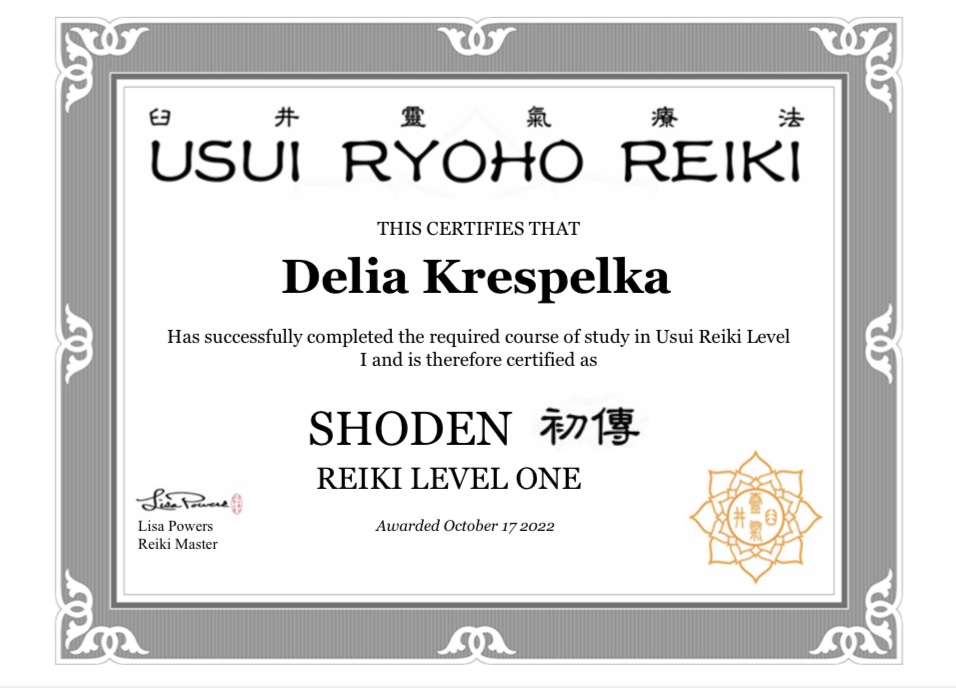 臼 井 靈 氣 療 法
USUI RYOHO REIKI
THIS CERTIFIES THAT
Delia Krespelka
Has successfully completed the required course of study in Usui Reiki Level
I and is therefore certified as
SHODEN 初傳
REIKI LEVEL ONE
Lisa Powers
Lisa Powers
Reiki Master
Awarded October 17 2022
靈
井 臼
氣